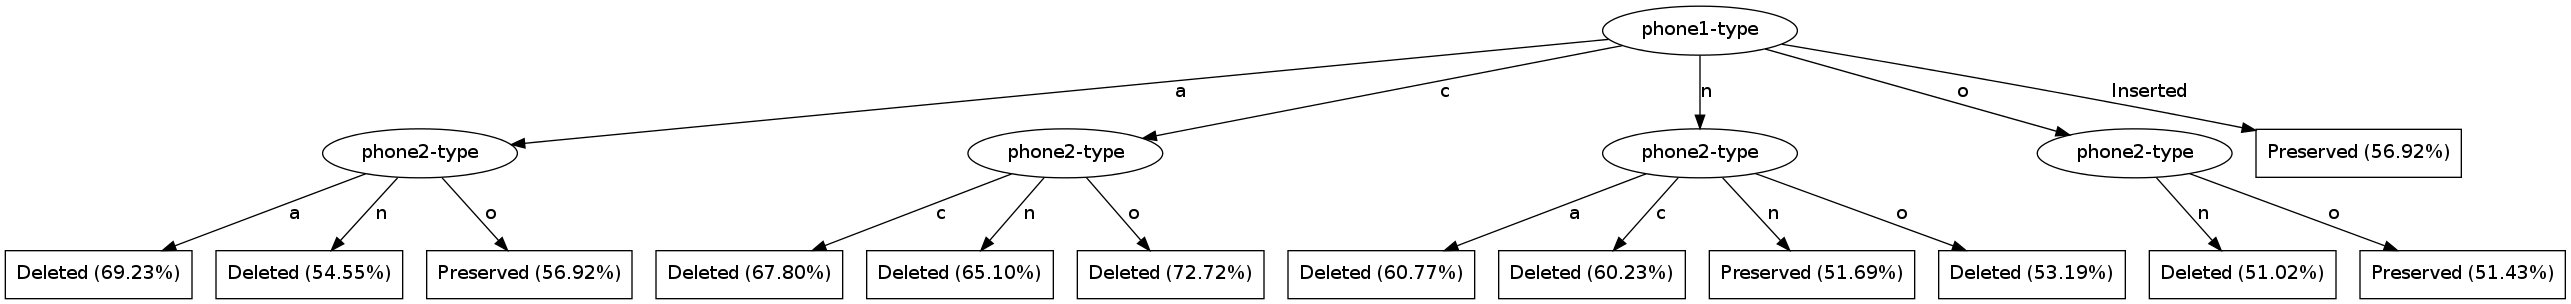 phone1-type
a
c
n
o
Inserted
phone2-type
phone2-type
phone2-type
phone2-type
Preserved (56.92%)
a
n
o
c
n
o
a
c
n
o
n
o
Deleted (69.23%)
Deleted (54.55%)
Preserved (56.92%)
Deleted (67.80%)
Deleted (65.10%)
Deleted (72.72%)
Deleted (60.77%)
Deleted (60.23%)
Preserved (51.69%)
Deleted (53.19%)
Deleted (51.02%)
Preserved (51.43%)